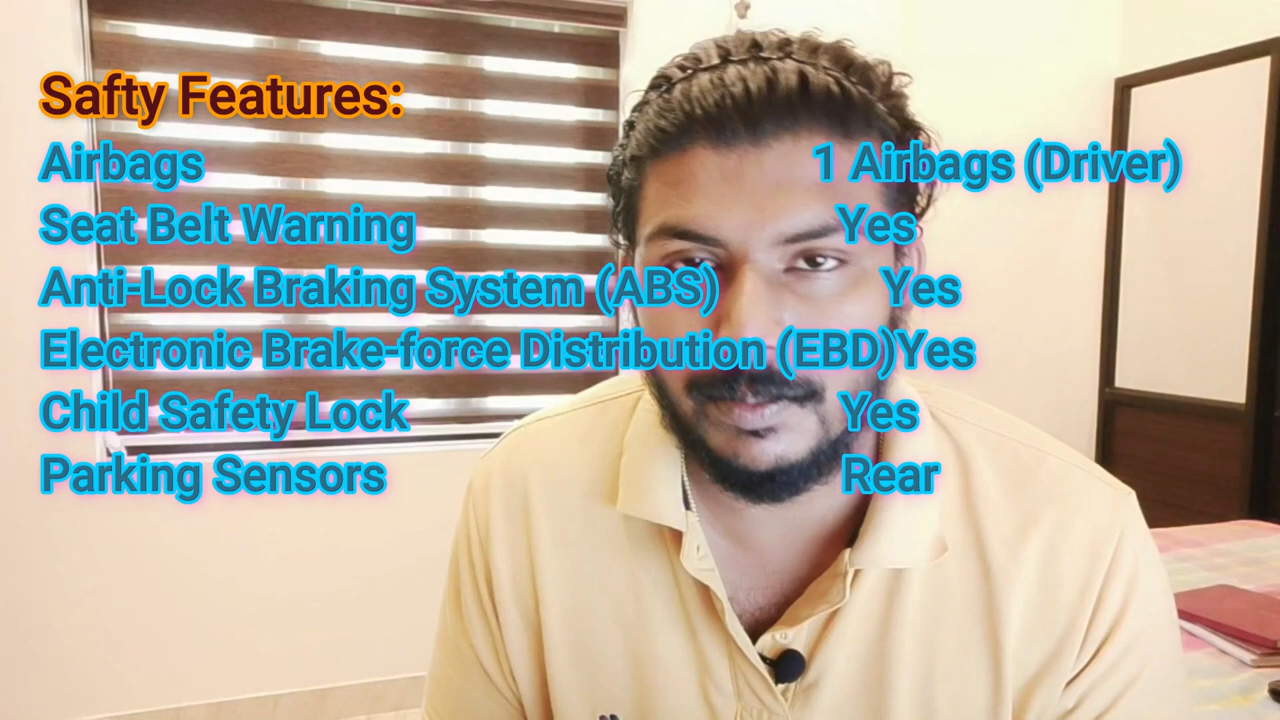 Safty Features:
Airbags 1 Airbags (Driver)
Seat Belt Warning Yes
Anti-Lock Braking System (ABS) Yes
Electronic Brake-force Distribution (EBD)Yes
Child Safety Lock Yes
Parking Sensors Rear